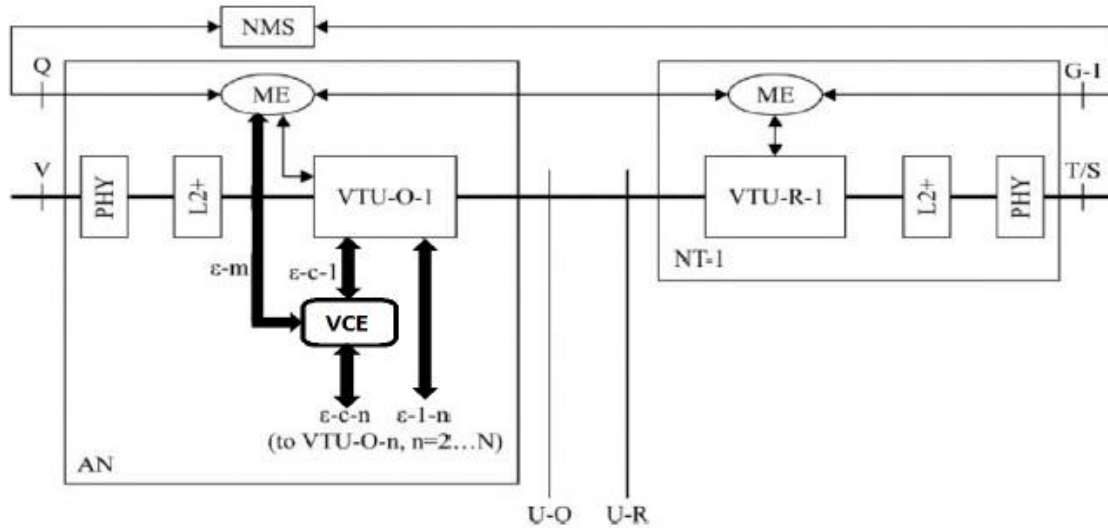 NMS
Q
ME
ME
G-1
V
PHY
L2+
VTU-O-1
VTU-R-1
L2+
PHY
T/S
NT-1
ε-m
ε-c-1
VCE
ε-c-n
ε-1-n
(to VTU-O-n, n=2…N)
AN
U-O
U-R